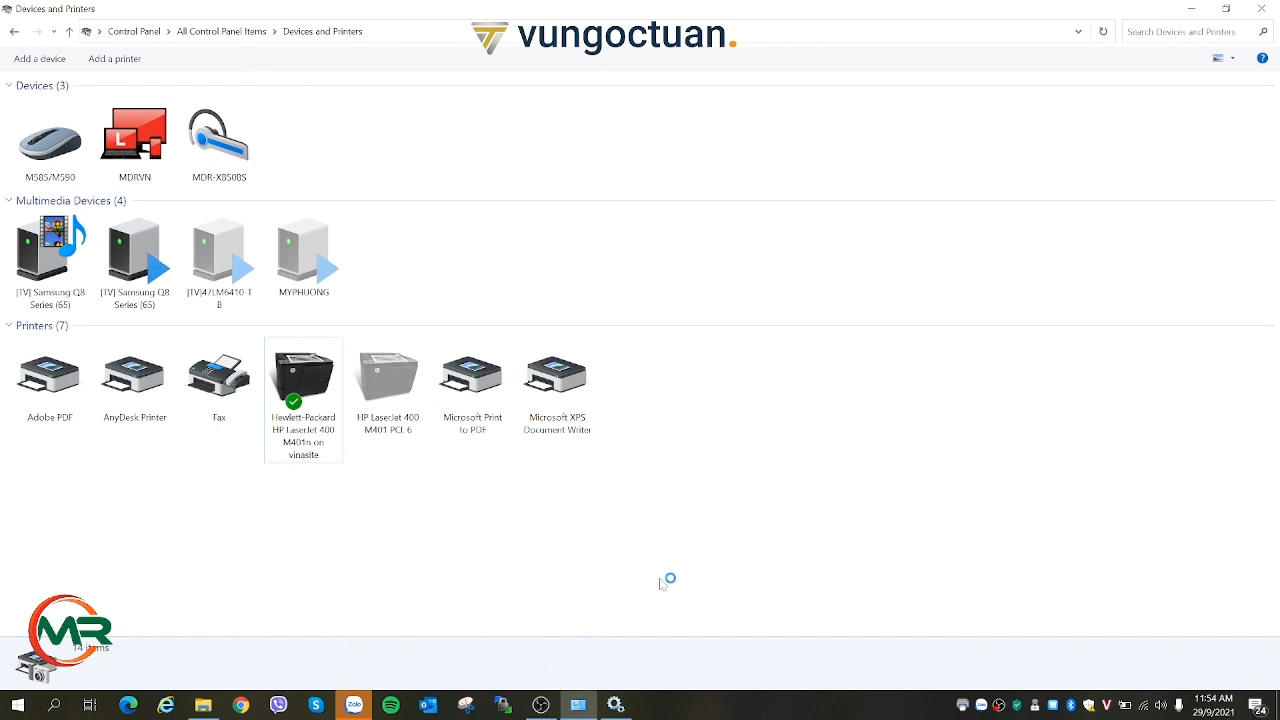 Devices and Printers
Control Panel > All Control Panel Items > Devices and Printers
vungoctuan.
Search Devices and Printers
Add a device
Add a printer
Devices (3)
L
M585/M590
MDRVN
MDR-XB50BS
Multimedia Devices (4)
[TV] Samsung Q8
Series (65)
[TV] Samsung Q8
Series (65)
[TV]47LM6410-T
B
MYPHUONG
Printers (7)
Adobe PDF
AnyDesk Printer
Fax
Hewlett-Packard
HP LaserJet 400
M401n on
vinasite
HP LaserJet 400
M401 PCL 6
Microsoft Print
to PDF
Microsoft XPS
Document Writer
MR
14 items
Zalo
11:54 AM
29/9/2021
24